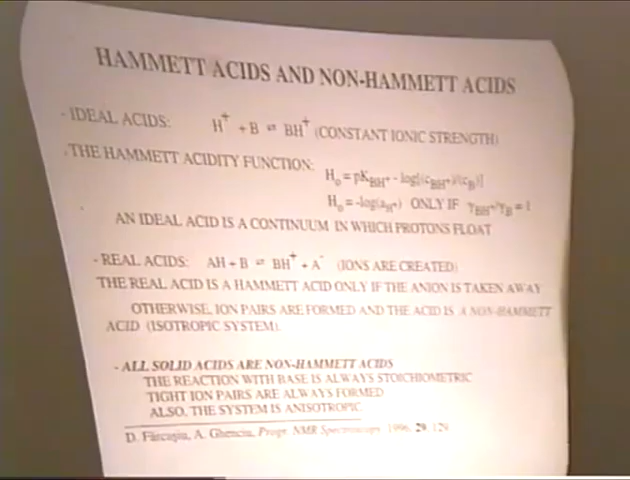 HAMMETT ACIDS AND NON-HAMMETT ACIDS
- IDEAL ACIDS: H⁺ + B ⇌ BH⁺ (CONSTANT IONIC STRENGTH)
- THE HAMMETT ACIDITY FUNCTION:
H₀ = pK_BH⁺ - log[(c_BH⁺)/(c_B)]
H₀ = -log(a_H⁺) ONLY IF γ_BH⁺/γ_B = 1
AN IDEAL ACID IS A CONTINUUM IN WHICH PROTONS FLOAT
- REAL ACIDS: AH + B ⇌ BH⁺ + A⁻ (IONS ARE CREATED)
THE REAL ACID IS A HAMMETT ACID ONLY IF THE ANION IS TAKEN AWAY
OTHERWISE, ION PAIRS ARE FORMED AND THE ACID IS A NON-HAMMETT
ACID (ISOTROPIC SYSTEM).
- ALL SOLID ACIDS ARE NON-HAMMETT ACIDS
THE REACTION WITH BASE IS ALWAYS STOICHIOMETRIC
TIGHT ION PAIRS ARE ALWAYS FORMED
ALSO, THE SYSTEM IS ANISOTROPIC
D. Fărcaşiu, A. Ghenciu, Progr. NMR Spectroscopy, 1996, 29, 129